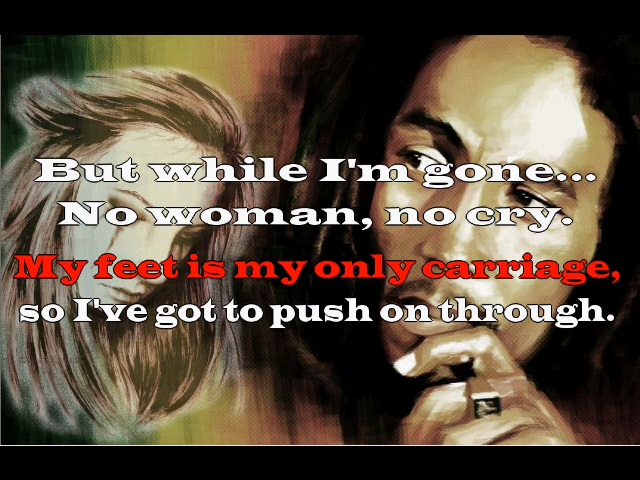 But while I'm gone...
No woman, no cry.
My feet is my only carriage,
so I've got to push on through.